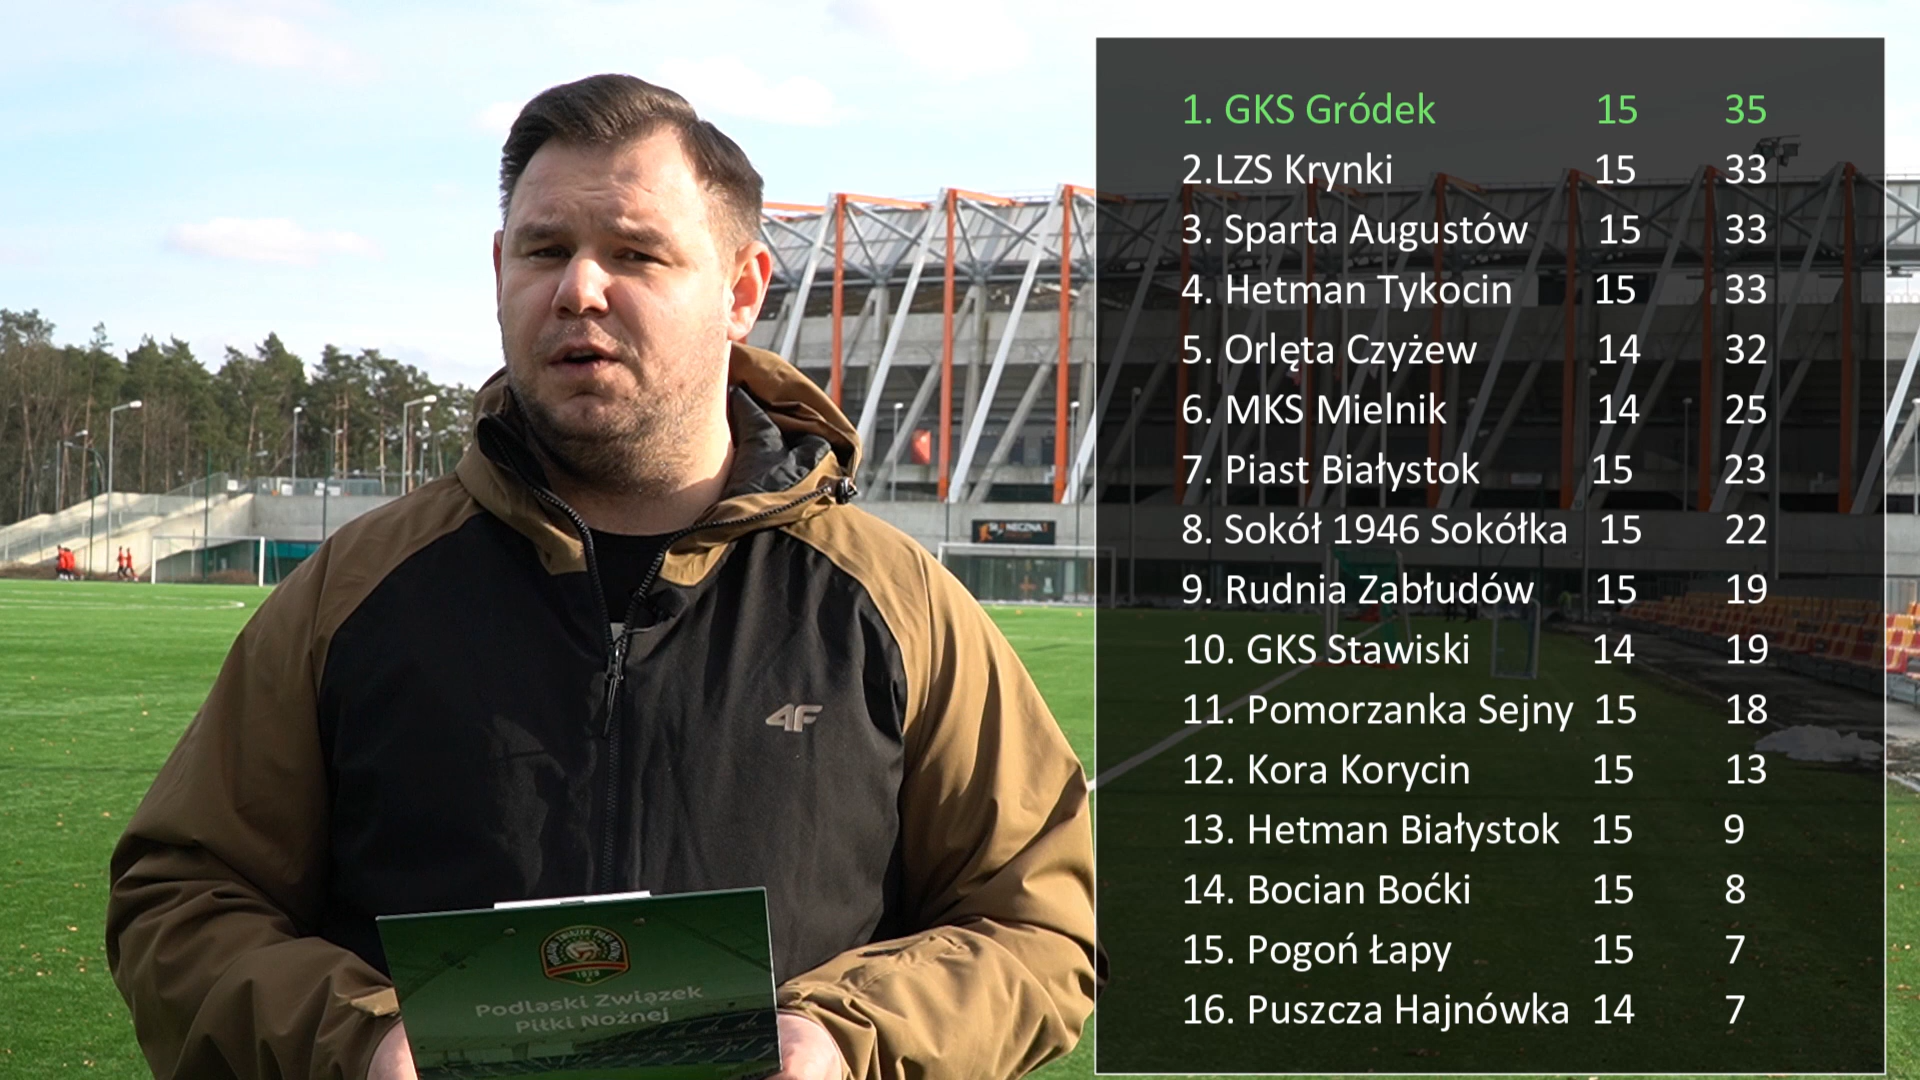 1. GKS Gródek 15 35
2.LZS Krynki 15 33
3. Sparta Augustów 15 33
4. Hetman Tykocin 15 33
5. Orlęta Czyżew 14 32
6. MKS Mielnik 14 25
7. Piast Białystok 15 23
8. Sokół 1946 Sokółka 15 22
9. Rudnia Zabłudów 15 19
10. GKS Stawiski 14 19
11. Pomorzanka Sejny 15 18
12. Kora Korycin 15 13
13. Hetman Białystok 15 9
14. Bocian Boćki 15 8
15. Pogoń Łapy 15 7
16. Puszcza Hajnówka 14 7
4F
Podlaski Związek
Piłki Nożnej